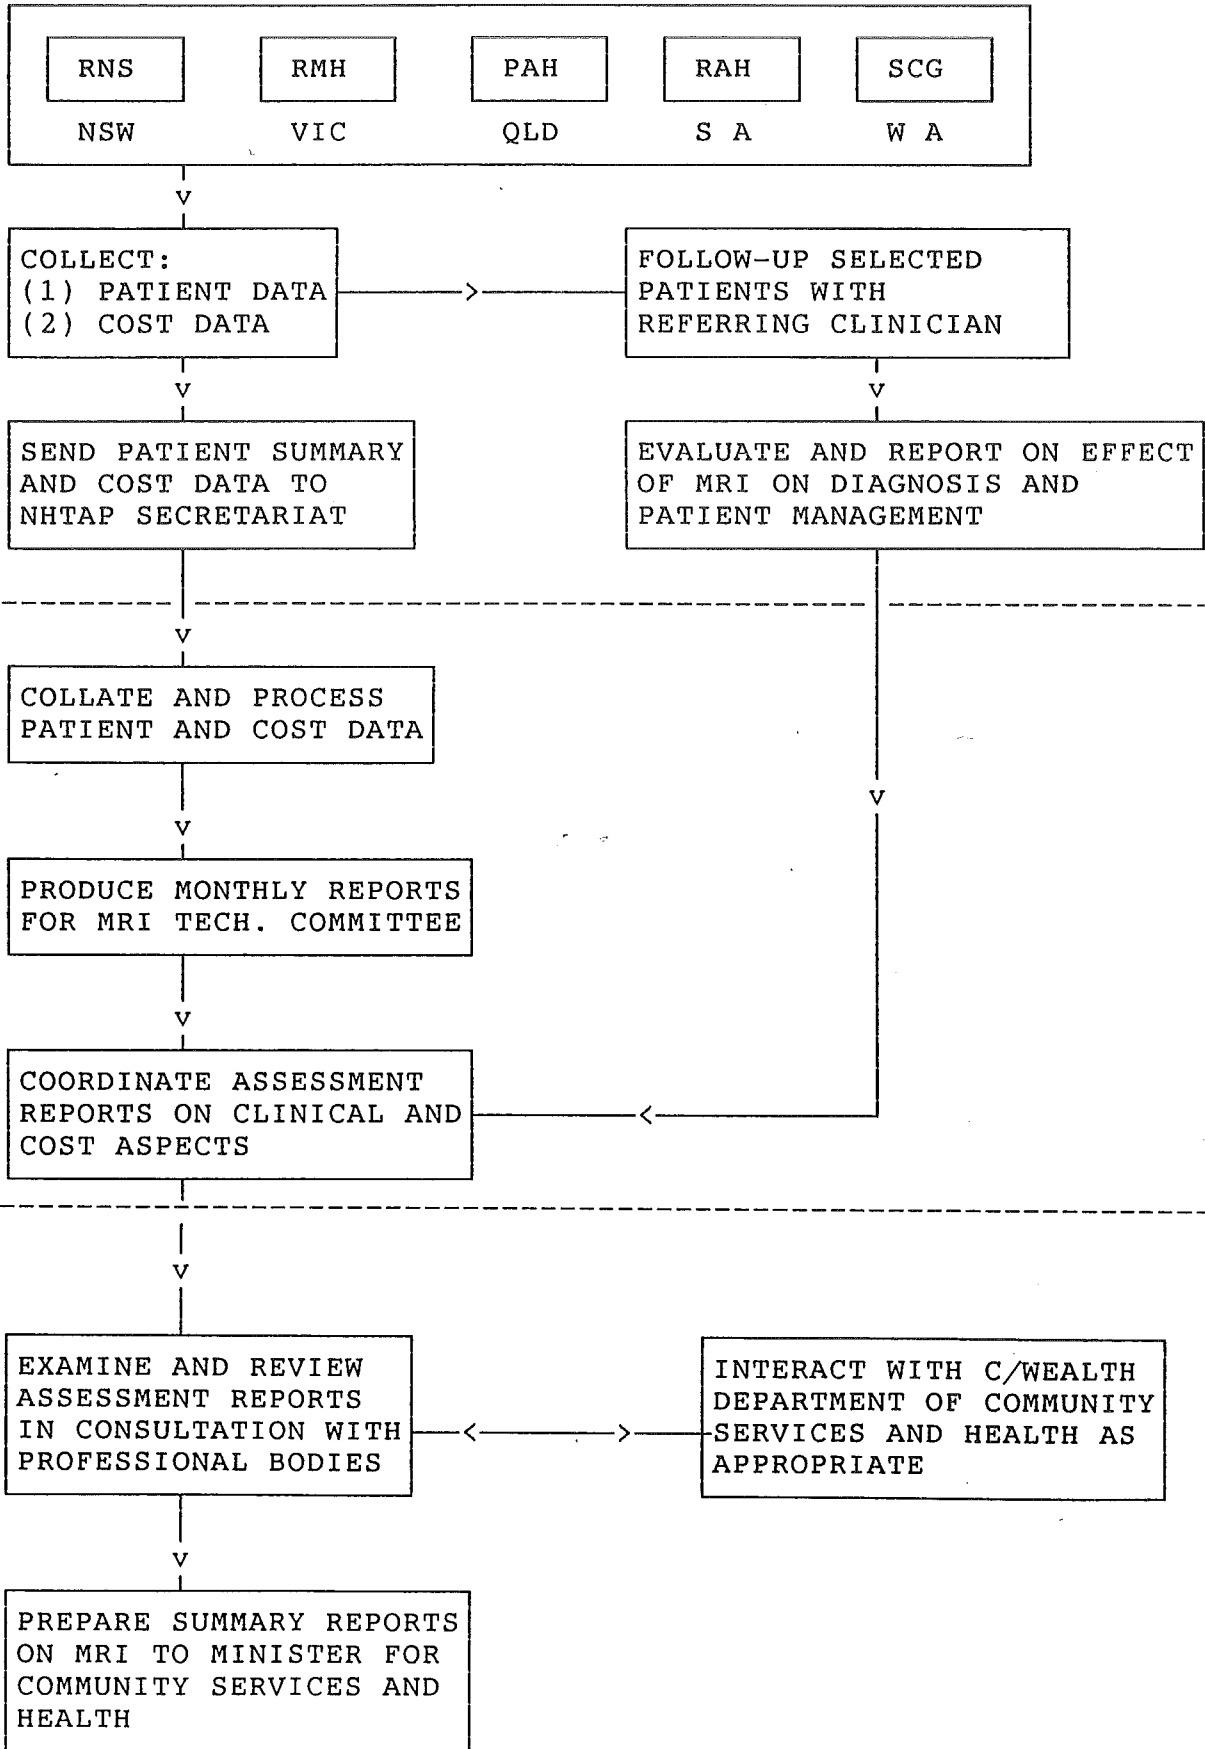 RNS RMH PAH RAH SCG
NSW VIC QLD S A W A
COLLECT:
(1) PATIENT DATA
(2) COST DATA
FOLLOW-UP SELECTED
PATIENTS WITH
REFERRING CLINICIAN
SEND PATIENT SUMMARY
AND COST DATA TO
NHTAP SECRETARIAT
EVALUATE AND REPORT ON EFFECT
OF MRI ON DIAGNOSIS AND
PATIENT MANAGEMENT
COLLATE AND PROCESS
PATIENT AND COST DATA
PRODUCE MONTHLY REPORTS
FOR MRI TECH. COMMITTEE
COORDINATE ASSESSMENT
REPORTS ON CLINICAL AND
COST ASPECTS
EXAMINE AND REVIEW
ASSESSMENT REPORTS
IN CONSULTATION WITH
PROFESSIONAL BODIES
INTERACT WITH C/WEALTH
DEPARTMENT OF COMMUNITY
SERVICES AND HEALTH AS
APPROPRIATE
PREPARE SUMMARY REPORTS
ON MRI TO MINISTER FOR
COMMUNITY SERVICES AND
HEALTH